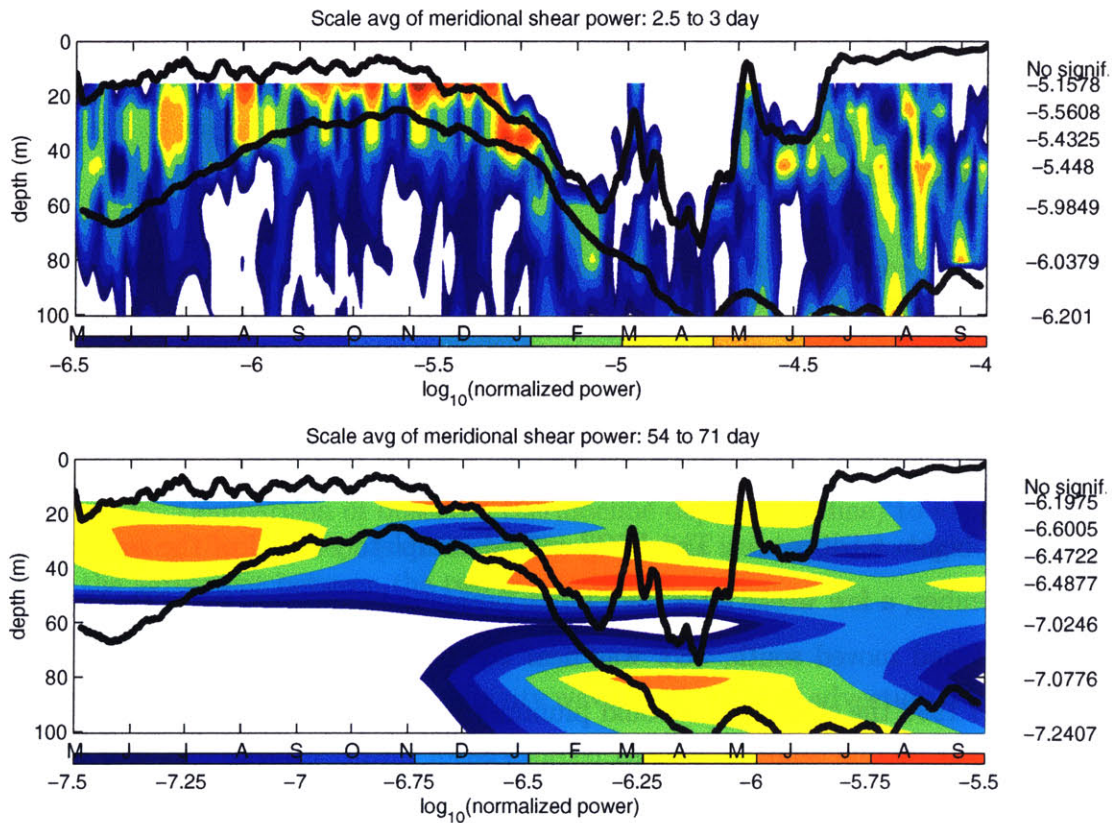 Scale avg of meridional shear power: 2.5 to 3 day
0
20
40
60
80
100
depth (m)
No signif.
−5.1578
−5.5608
−5.4325
−5.448
−5.9849
−6.0379
−6.201
M J J A S O N D J F M A M J J A S
−6.5 −6 −5.5 −5 −4.5 −4
log10(normalized power)
Scale avg of meridional shear power: 54 to 71 day
0
20
40
60
80
100
depth (m)
No signif.
−6.1975
−6.6005
−6.4722
−6.4877
−7.0246
−7.0776
−7.2407
M J J A S O N D J F M A M J J A S
−7.5 −7.25 −7 −6.75 −6.5 −6.25 −6 −5.75 −5.5
log10(normalized power)